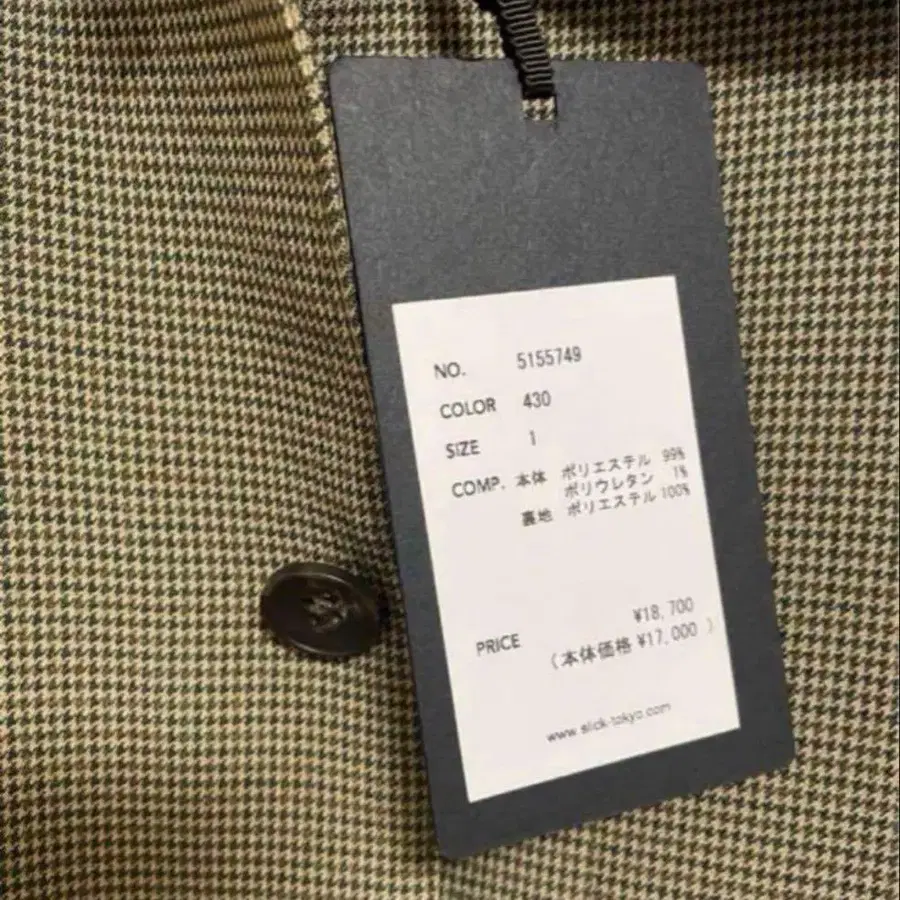 NO. 5155749
COLOR 430
SIZE 1
COMP. 本体 ポリエステル 99%
ポリウレタン 1%
裏地 ポリエステル 100%
¥18,700
PRICE (本体価格 ¥17,000 )
www.slick-tokyo.com